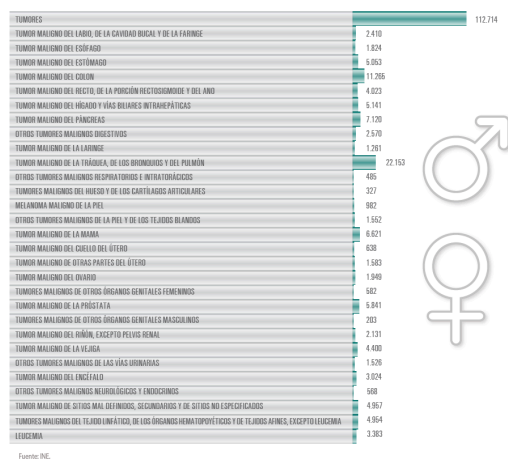 TUMORES 112.714
TUMOR MALIGNO DEL LABIO, DE LA CAVIDAD BUCAL Y DE LA FARINGE 2.410
TUMOR MALIGNO DEL ESÓFAGO 1.824
TUMOR MALIGNO DEL ESTÓMAGO 5.053
TUMOR MALIGNO DEL COLON 11.265
TUMOR MALIGNO DEL RECTO, DE LA PORCIÓN RECTOSIGMOIDE Y DEL ANO 4.023
TUMOR MALIGNO DEL HÍGADO Y VÍAS BILIARES INTRAHEPÁTICAS 5.141
TUMOR MALIGNO DEL PÁNCREAS 7.120
OTROS TUMORES MALIGNOS DIGESTIVOS 2.570
TUMOR MALIGNO DE LA LARINGE 1.261
TUMOR MALIGNO DE LA TRÁQUEA, DE LOS BRONQUIOS Y DEL PULMÓN 22.153
OTROS TUMORES MALIGNOS RESPIRATORIOS E INTRATORÁCICOS 485
TUMORES MALIGNOS DEL HUESO Y DE LOS CARTÍLAGOS ARTICULARES 327
MELANOMA MALIGNO DE LA PIEL 982
OTROS TUMORES MALIGNOS DE LA PIEL Y DE LOS TEJIDOS BLANDOS 1.552
TUMOR MALIGNO DE LA MAMA 6.621
TUMOR MALIGNO DEL CUELLO DEL ÚTERO 638
TUMOR MALIGNO DE OTRAS PARTES DEL ÚTERO 1.583
TUMOR MALIGNO DEL OVARIO 1.949
TUMORES MALIGNOS DE OTROS ÓRGANOS GENITALES FEMENINOS 582
TUMOR MALIGNO DE LA PRÓSTATA 5.841
TUMORES MALIGNOS DE OTROS ÓRGANOS GENITALES MASCULINOS 203
TUMOR MALIGNO DEL RIÑÓN, EXCEPTO PELVIS RENAL 2.131
TUMOR MALIGNO DE LA VEJIGA 4.400
OTROS TUMORES MALIGNOS DE LAS VÍAS URINARIAS 1.526
TUMOR MALIGNO DEL ENCÉFALO 3.024
OTROS TUMORES MALIGNOS NEUROLÓGICOS Y ENDOCRINOS 568
TUMOR MALIGNO DE SITIOS MAL DEFINIDOS, SECUNDARIOS Y DE SITIOS NO ESPECIFICADOS 4.957
TUMORES MALIGNOS DEL TEJIDO LINFÁTICO, DE LOS ÓRGANOS HEMATOPOYÉTICOS Y DE TEJIDOS AFINES, EXCEPTO LEUCEMIA 4.954
LEUCEMIA 3.383
Fuente: INE.